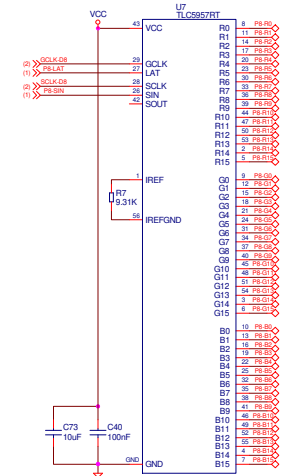 U7
TLC5957RT
VCC
43 VCC
R0 8 P8-R0
R1 11 P8-R1
R2 14 P8-R2
R3 17 P8-R3
(2) GCLK-D8 29 GCLK
R4 20 P8-R4
(1) P8-LAT 27 LAT
R5 23 P8-R5
(2) SCLK-D8 28 SCLK
R6 30 P8-R6
(1) P8-SIN 26 SIN
R7 33 P8-R7
42 SOUT
R8 36 P8-R8
R9 39 P8-R9
R10 44 P8-R10
R11 47 P8-R11
R12 50 P8-R12
R13 53 P8-R13
R14 2 P8-R14
R15 5 P8-R15
1 IREF
G0 9 P8-G0
G1 12 P8-G1
R7
G2 15 P8-G2
9.31K
G3 18 P8-G3
G4 21 P8-G4
56 IREFGND
G5 24 P8-G5
G6 31 P8-G6
G7 34 P8-G7
G8 37 P8-G8
G9 40 P8-G9
G10 45 P8-G10
G11 48 P8-G11
G12 51 P8-G12
G13 54 P8-G13
G14 3 P8-G14
G15 6 P8-G15
B0 10 P8-B0
B1 13 P8-B1
B2 16 P8-B2
B3 19 P8-B3
B4 22 P8-B4
B5 25 P8-B5
B6 32 P8-B6
B7 35 P8-B7
B8 38 P8-B8
B9 41 P8-B9
B10 46 P8-B10
C73 C40
B11 49 P8-B11
10uF 100nF
B12 52 P8-B12
B13 55 P8-B13
B14 4 P8-B14
GND GND
B15 7 P8-B15